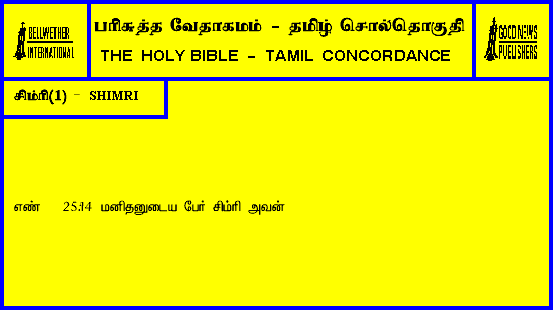 BELLWETHER
INTERNATIONAL
பரிசுத்த வேதாகமம் - தமிழ் சொல்தொகுதி
THE HOLY BIBLE - TAMIL CONCORDANCE
GOOD NEWS
PUBLISHERS
சிம்ரி(1) - SHIMRI
எண் 25:14 மனிதனுடைய பேர் சிம்ரி அவன்